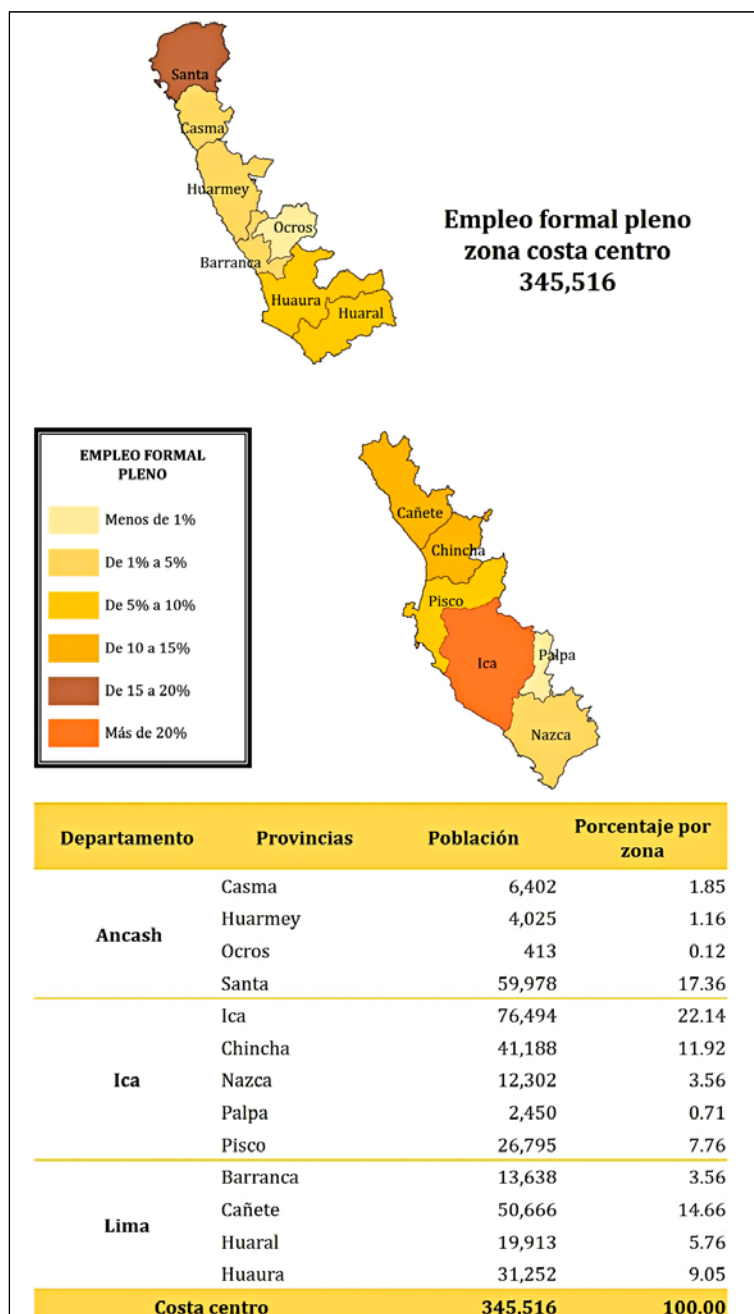 Santa
Casma
Huarmey
Ocros
Barranca
Huaura
Huaral
Empleo formal pleno
zona costa centro
345,516
EMPLEO FORMAL
PLENO
Menos de 1%
De 1% a 5%
De 5% a 10%
De 10 a 15%
De 15 a 20%
Más de 20%
Cañete
Chincha
Pisco
Ica
Palpa
Nazca
Departamento Provincias Población Porcentaje por zona
Ancash
Casma 6,402 1.85
Huarmey 4,025 1.16
Ocros 413 0.12
Santa 59,978 17.36
Ica
Ica 76,494 22.14
Chincha 41,188 11.92
Nazca 12,302 3.56
Palpa 2,450 0.71
Pisco 26,795 7.76
Lima
Barranca 13,638 3.56
Cañete 50,666 14.66
Huaral 19,913 5.76
Huaura 31,252 9.05
Costa centro 345,516 100.00